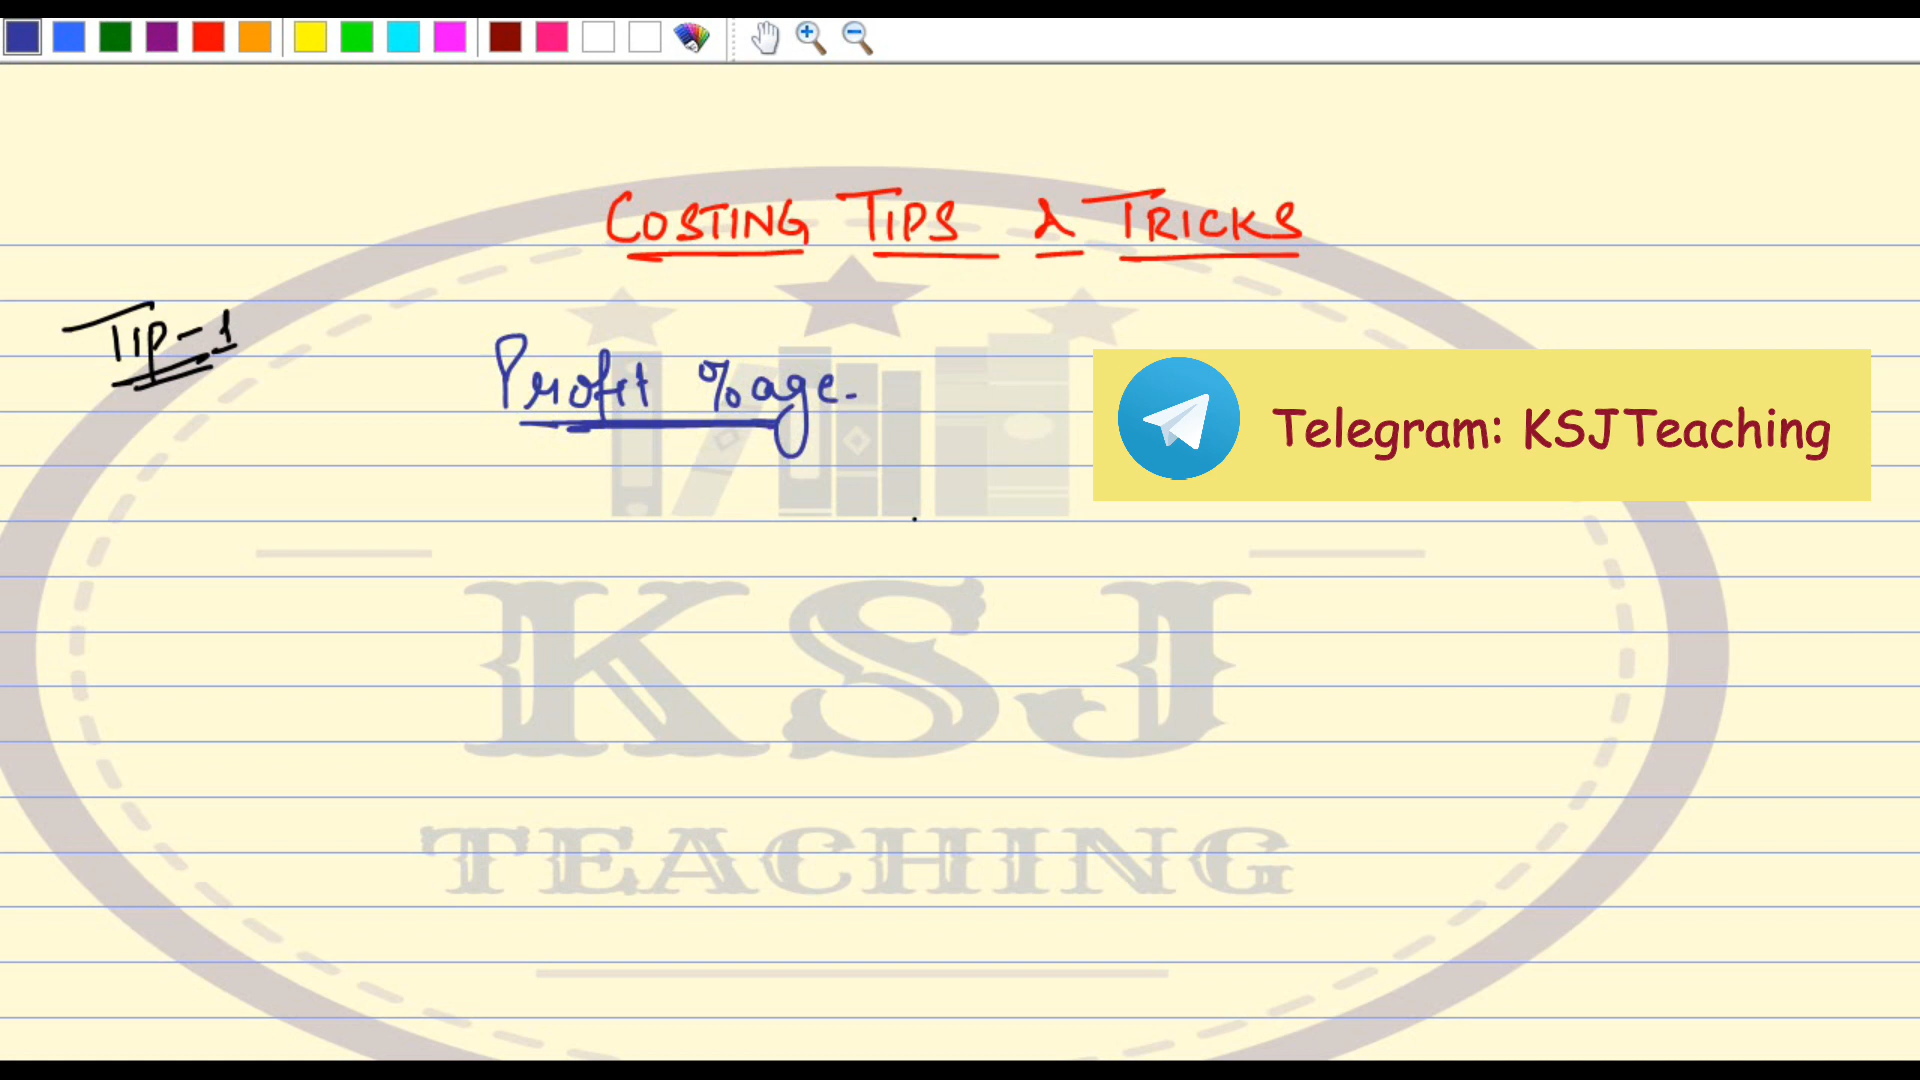 COSTING TIPS & TRICKS
TIP-1
Profit %age.
Telegram: KSJTeaching
KSJ
TEACHING